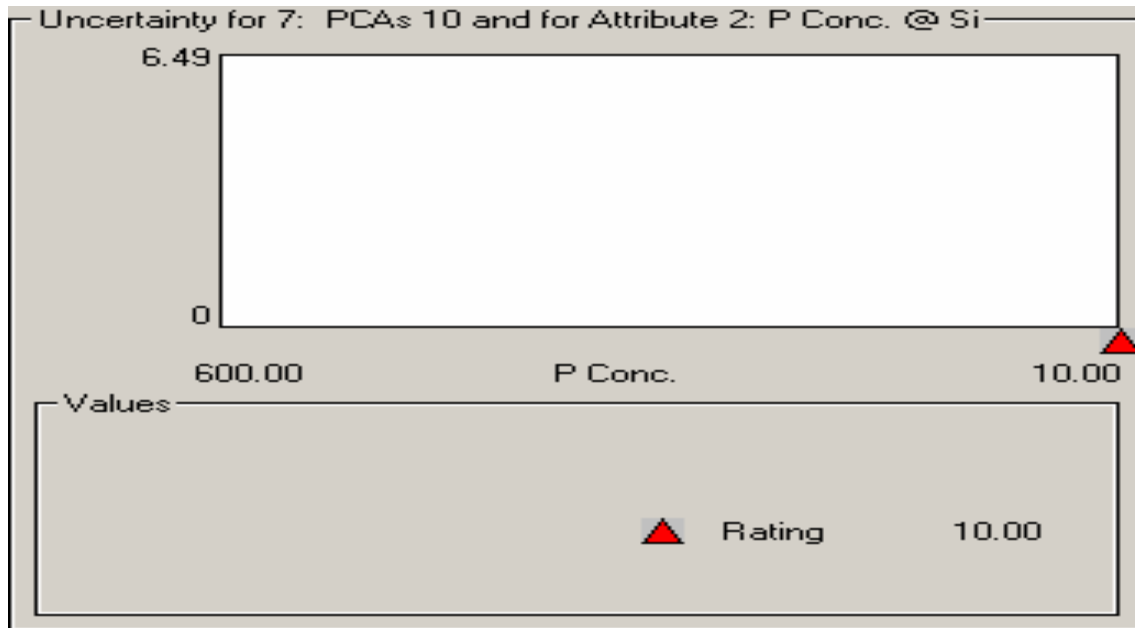 Uncertainty for 7: PCAs 10 and for Attribute 2: P Conc. @ Si
6.49
0
600.00 P Conc. 10.00
Values
Rating 10.00